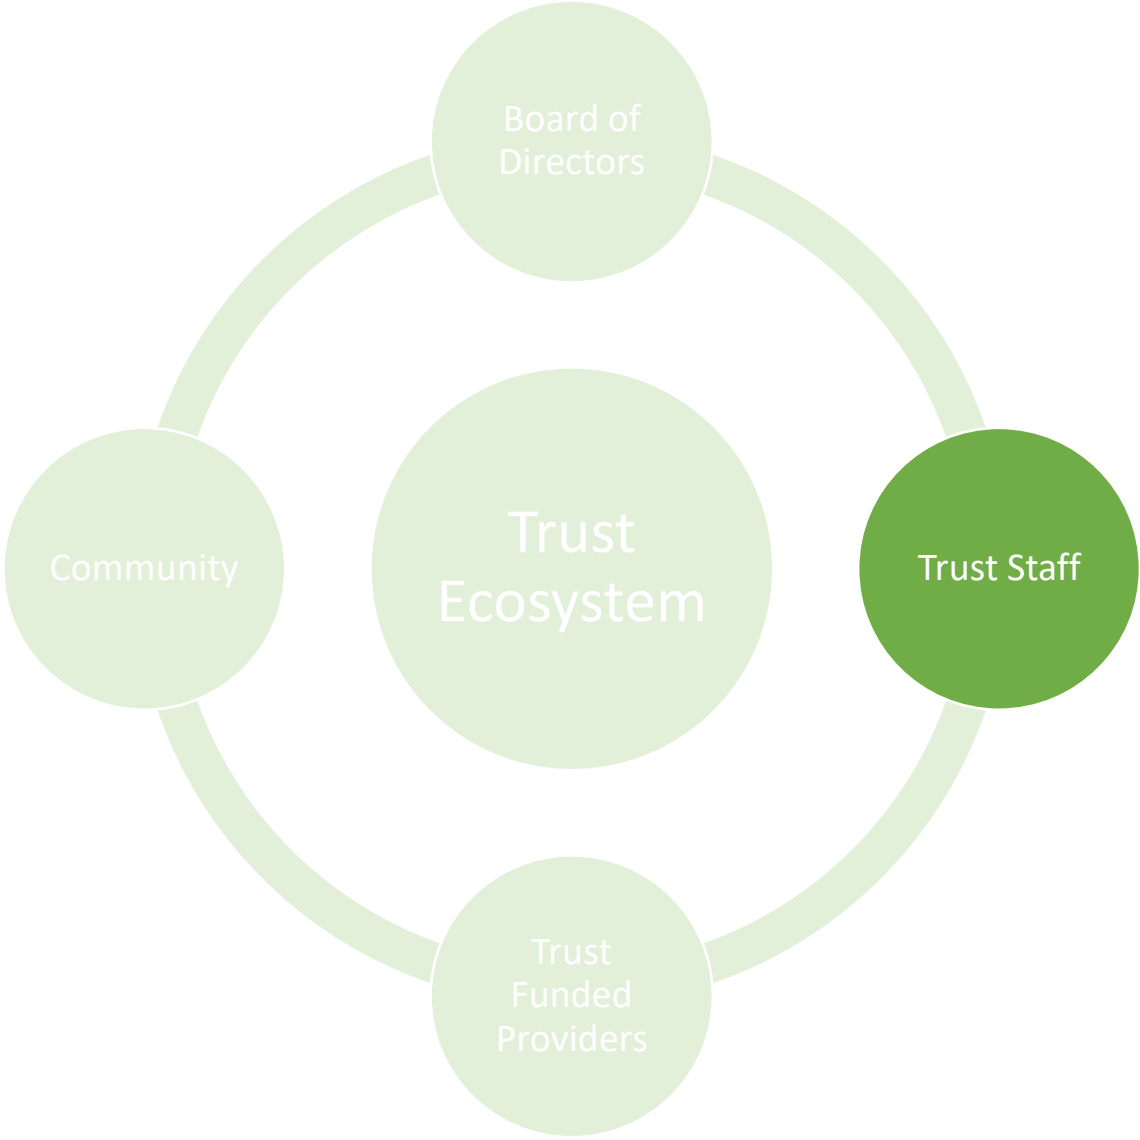 Board of
Directors
Community
Trust
Ecosystem
Trust Staff
Trust
Funded
Providers